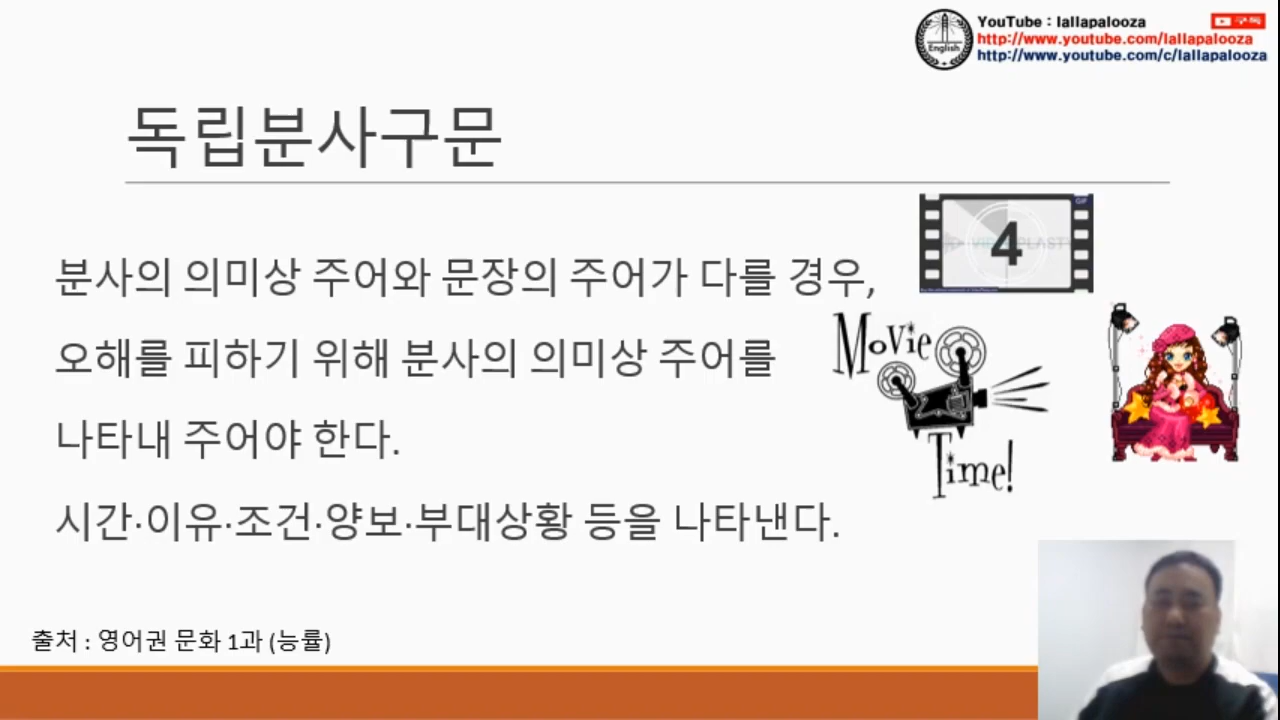 YouTube : lallapalooza
구독
http://www.youtube.com/lallapalooza
http://www.youtube.com/c/lallapalooza
English
독립분사구문
분사의 의미상 주어와 문장의 주어가 다를 경우,
오해를 피하기 위해 분사의 의미상 주어를
나타내 주어야 한다.
시간·이유·조건·양보·부대상황 등을 나타낸다.
GIF
4
Movie
Time!
출처 : 영어권 문화 1과 (능률)